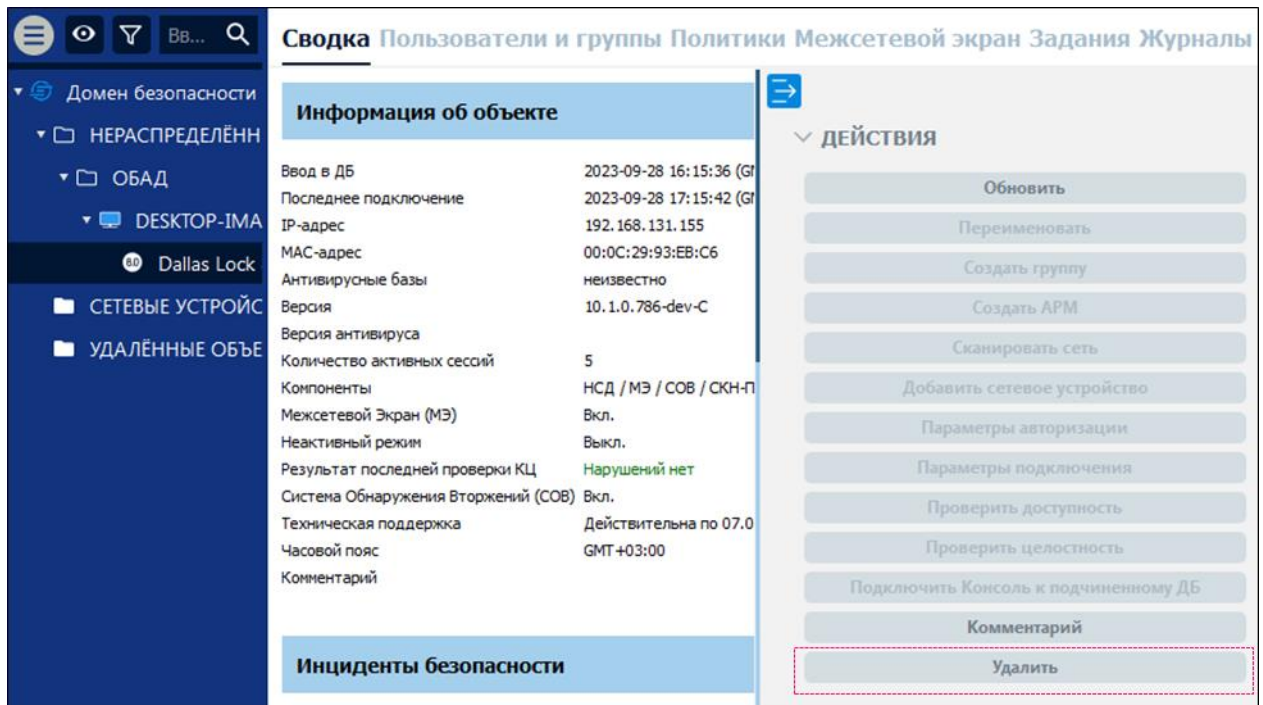 Вв...
Сводка Пользователи и группы Политики Межсетевой экран Задания Журналы
Домен безопасности
НЕРАСПРЕДЕЛЁНН
ОБАД
DESKTOP-IMA
8.0 Dallas Lock
СЕТЕВЫЕ УСТРОЙС
УДАЛЁННЫЕ ОБЪЕ
Информация об объекте
Ввод в ДБ 2023-09-28 16:15:36 (GM
Последнее подключение 2023-09-28 17:15:42 (GM
IP-адрес 192.168.131.155
MAC-адрес 00:0C:29:93:EB:C6
Антивирусные базы неизвестно
Версия 10.1.0.786-dev-C
Версия антивируса
Количество активных сессий 5
Компоненты НСД / МЭ / СОВ / СКН-П
Межсетевой Экран (МЭ) Вкл.
Неактивный режим Выкл.
Результат последней проверки КЦ Нарушений нет
Система Обнаружения Вторжений (СОВ) Вкл.
Техническая поддержка Действительна по 07.0
Часовой пояс GMT+03:00
Комментарий
Инциденты безопасности
ДЕЙСТВИЯ
Обновить
Переименовать
Создать группу
Создать АРМ
Сканировать сеть
Добавить сетевое устройство
Параметры авторизации
Параметры подключения
Проверить доступность
Проверить целостность
Подключить Консоль к подчиненному ДБ
Комментарий
Удалить